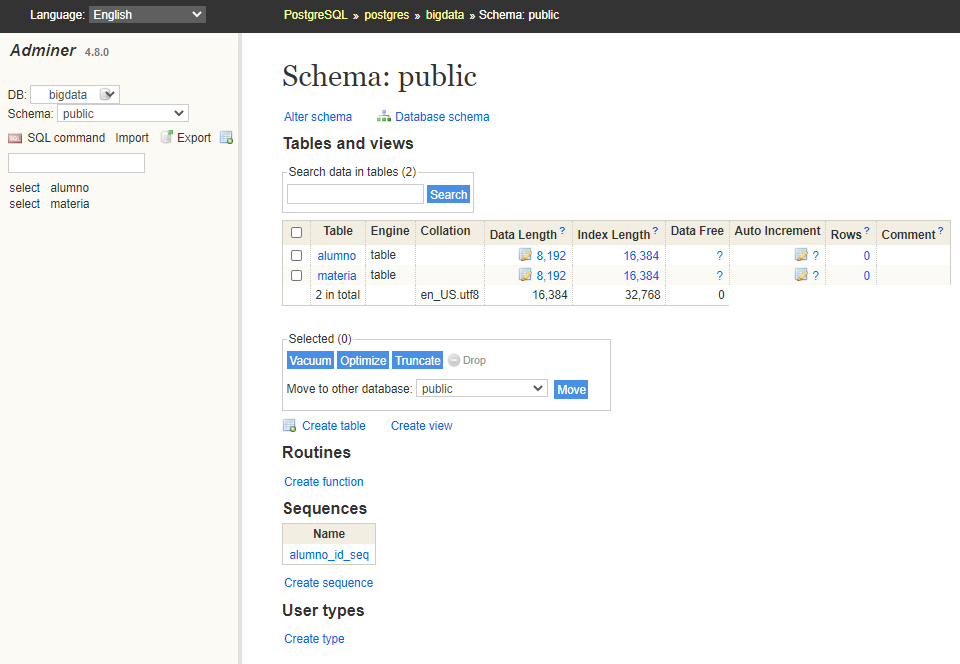 Language: English PostgreSQL » postgres » bigdata » Schema: public
Adminer 4.8.0
DB: bigdata
Schema: public
SQL command Import Export
select alumno
select materia
Schema: public
Alter schema Database schema
Tables and views
Search data in tables (2)
Search
Table Engine Collation Data Length? Index Length? Data Free Auto Increment Rows? Comment?
alumno table 8,192 16,384 ? ? 0
materia table 8,192 16,384 ? ? 0
2 in total en_US.utf8 16,384 32,768 0
Selected (0)
Vacuum Optimize Truncate Drop
Move to other database: public Move
Create table Create view
Routines
Create function
Sequences
Name
alumno_id_seq
Create sequence
User types
Create type